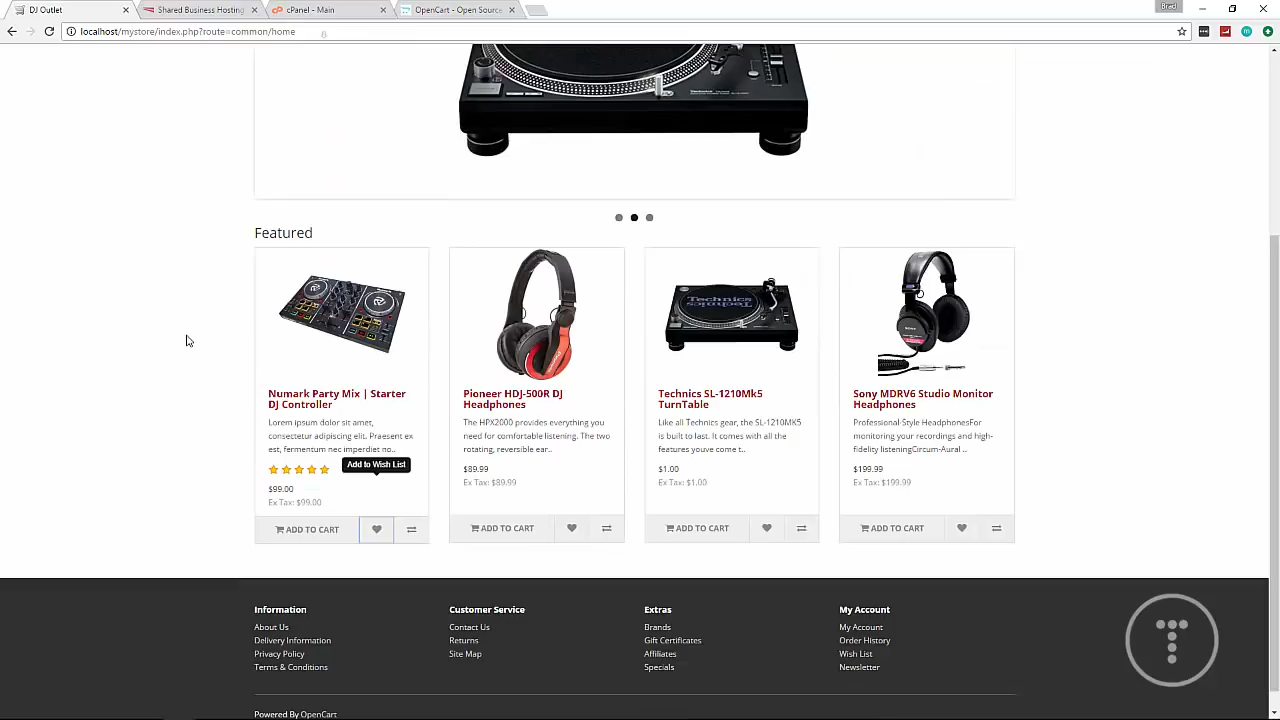 DJ Outlet
Shared Business Hosting
cPanel - Main
OpenCart - Open Source
Bred
localhost/mystore/index.php?route=common/home
Featured
Numark Party Mix | Starter
DJ Controller
Lorem ipsum dolor sit amet,
consectetur adipiscing elit. Praesent ex
est, fermentum nec imperdiet no..
Add to Wish List
$99.00
Ex Tax: $99.00
ADD TO CART
Pioneer HDJ-500R DJ
Headphones
The HPX2000 provides everything you
need for comfortable listening. The two
rotating, reversible ear..
$89.99
Ex Tax: $89.99
ADD TO CART
Technics
Technics SL-1210Mk5
TurnTable
Like all Technics gear, the SL-1210MK5
is built to last. It comes with all the
features youve come t..
$1.00
Ex Tax: $1.00
ADD TO CART
SONY
Sony MDRV6 Studio Monitor
Headphones
Professional-Style HeadphonesFor
monitoring your recordings and high-
fidelity listeningCircum-Aural ..
$199.99
Ex Tax: $199.99
ADD TO CART
Information
About Us
Delivery Information
Privacy Policy
Terms & Conditions
Customer Service
Contact Us
Returns
Site Map
Extras
Brands
Gift Certificates
Affiliates
Specials
My Account
My Account
Order History
Wish List
Newsletter
Powered By OpenCart